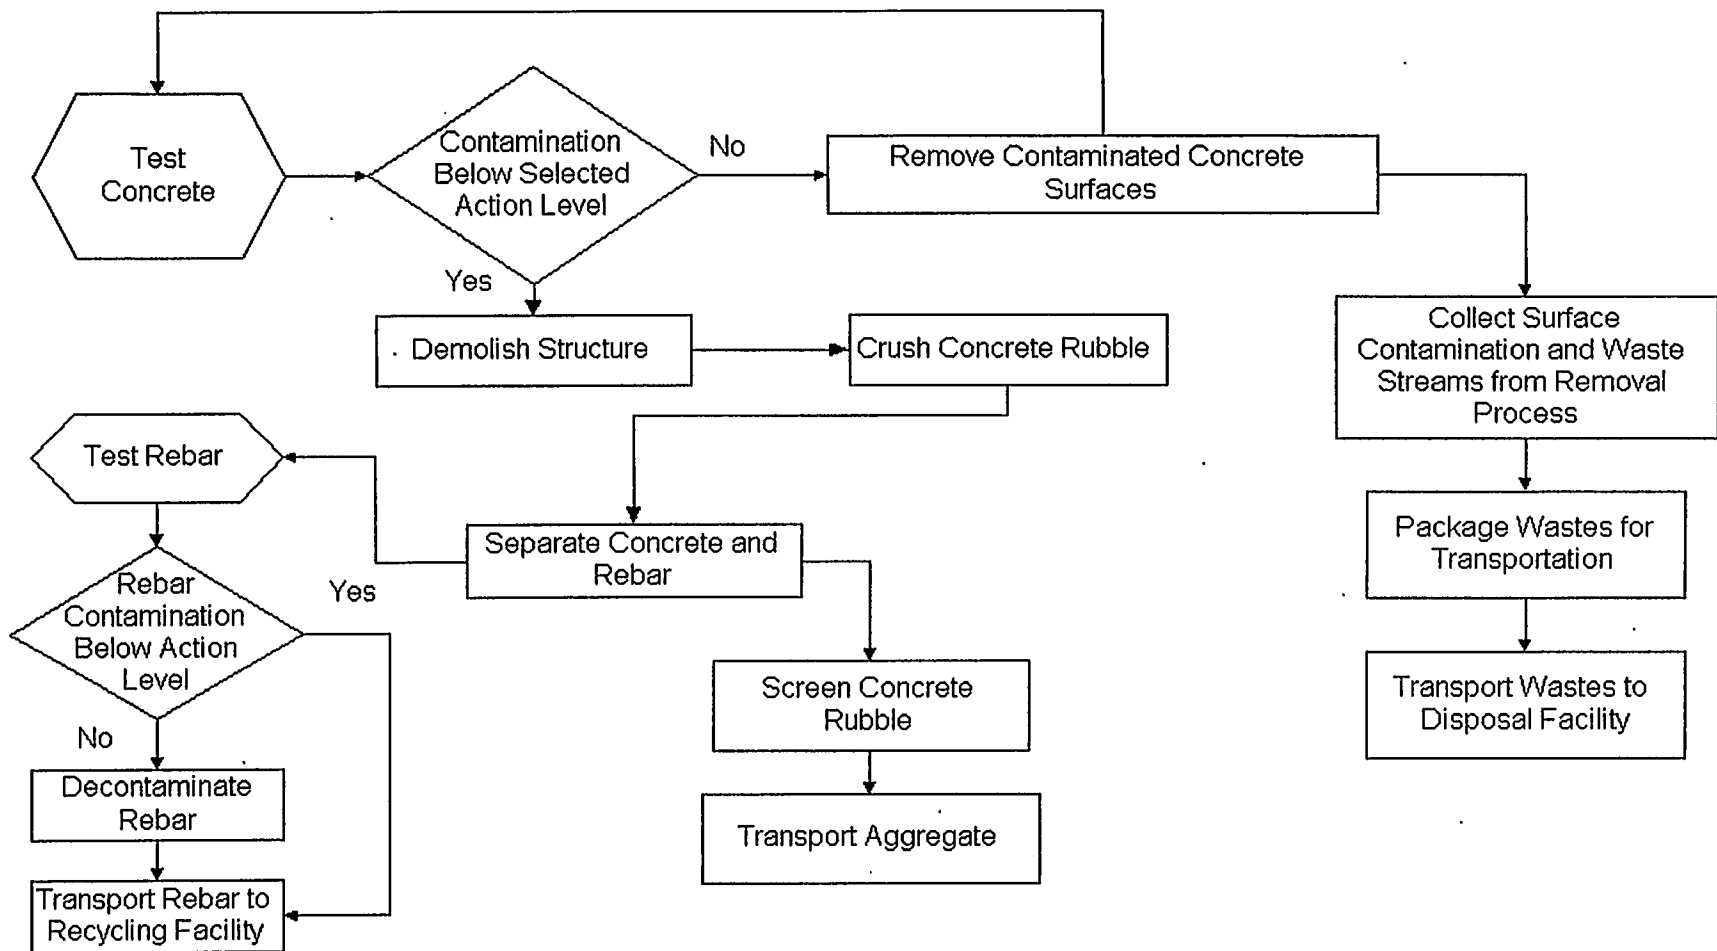 Test
Concrete
Contamination
Below Selected
Action Level
No
Remove Contaminated Concrete
Surfaces
Yes
Demolish Structure
Crush Concrete Rubble
Collect Surface
Contamination and Waste
Streams from Removal
Process
Test Rebar
Separate Concrete and
Rebar
Package Wastes for
Transportation
Rebar
Contamination
Below Action
Level
Yes
Screen Concrete
Rubble
Transport Wastes to
Disposal Facility
No
Decontaminate
Rebar
Transport Aggregate
Transport Rebar to
Recycling Facility